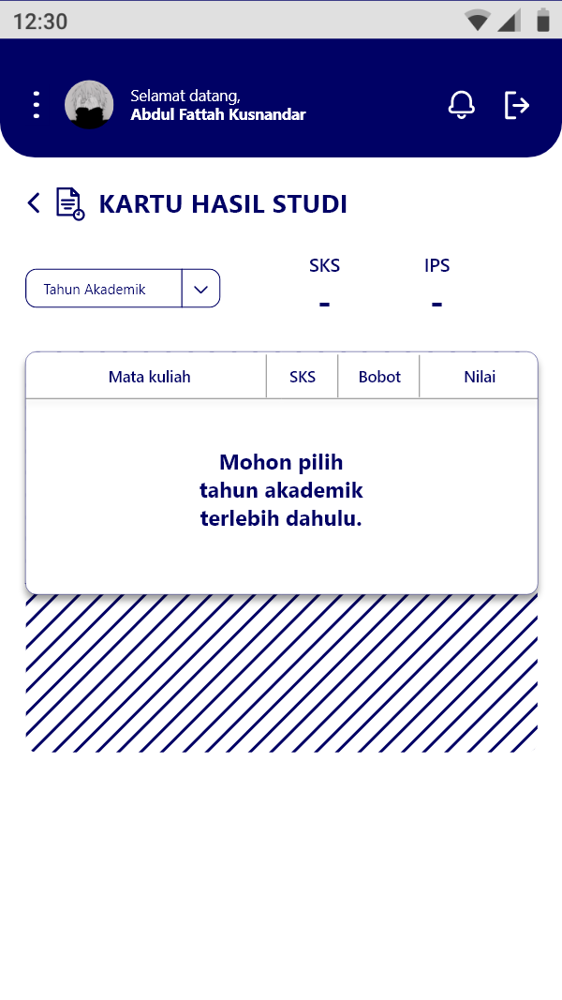 12:30
Selamat datang,
Abdul Fattah Kusnandar
KARTU HASIL STUDI
Tahun Akademik
SKS IPS
- -
Mata kuliah SKS Bobot Nilai
Mohon pilih
tahun akademik
terlebih dahulu.